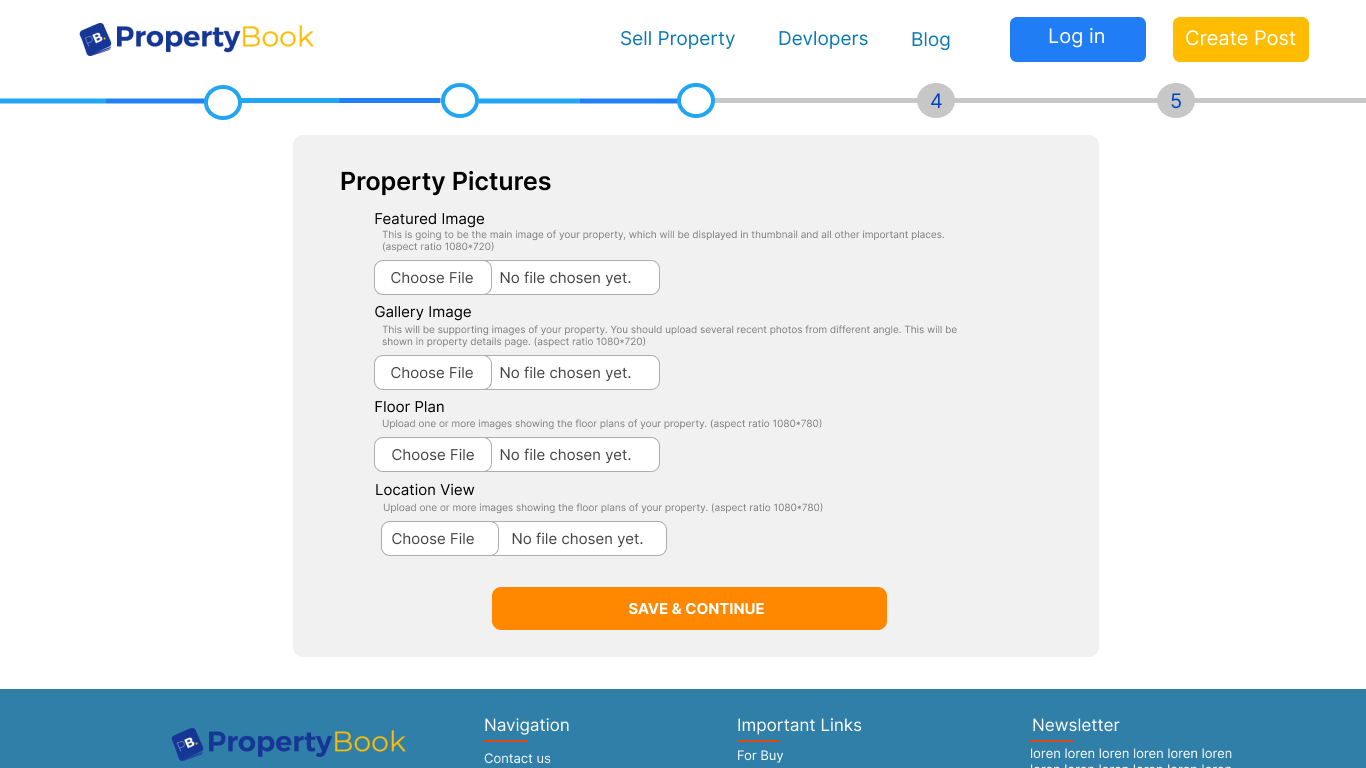 PB. PropertyBook
Sell Property
Devlopers
Blog
Log in
Create Post
4
5
Property Pictures
Featured Image
This is going to be the main image of your property, which will be displayed in thumbnail and all other important places.
(aspect ratio 1080*720)
Choose File
No file chosen yet.
Gallery Image
This will be supporting images of your property. You should upload several recent photos from different angle. This will be
shown in property details page. (aspect ratio 1080*720)
Choose File
No file chosen yet.
Floor Plan
Upload one or more images showing the floor plans of your property. (aspect ratio 1080*780)
Choose File
No file chosen yet.
Location View
Upload one or more images showing the floor plans of your property. (aspect ratio 1080*780)
Choose File
No file chosen yet.
SAVE & CONTINUE
PB. PropertyBook
Navigation
Contact us
Important Links
For Buy
Newsletter
loren loren loren loren loren loren